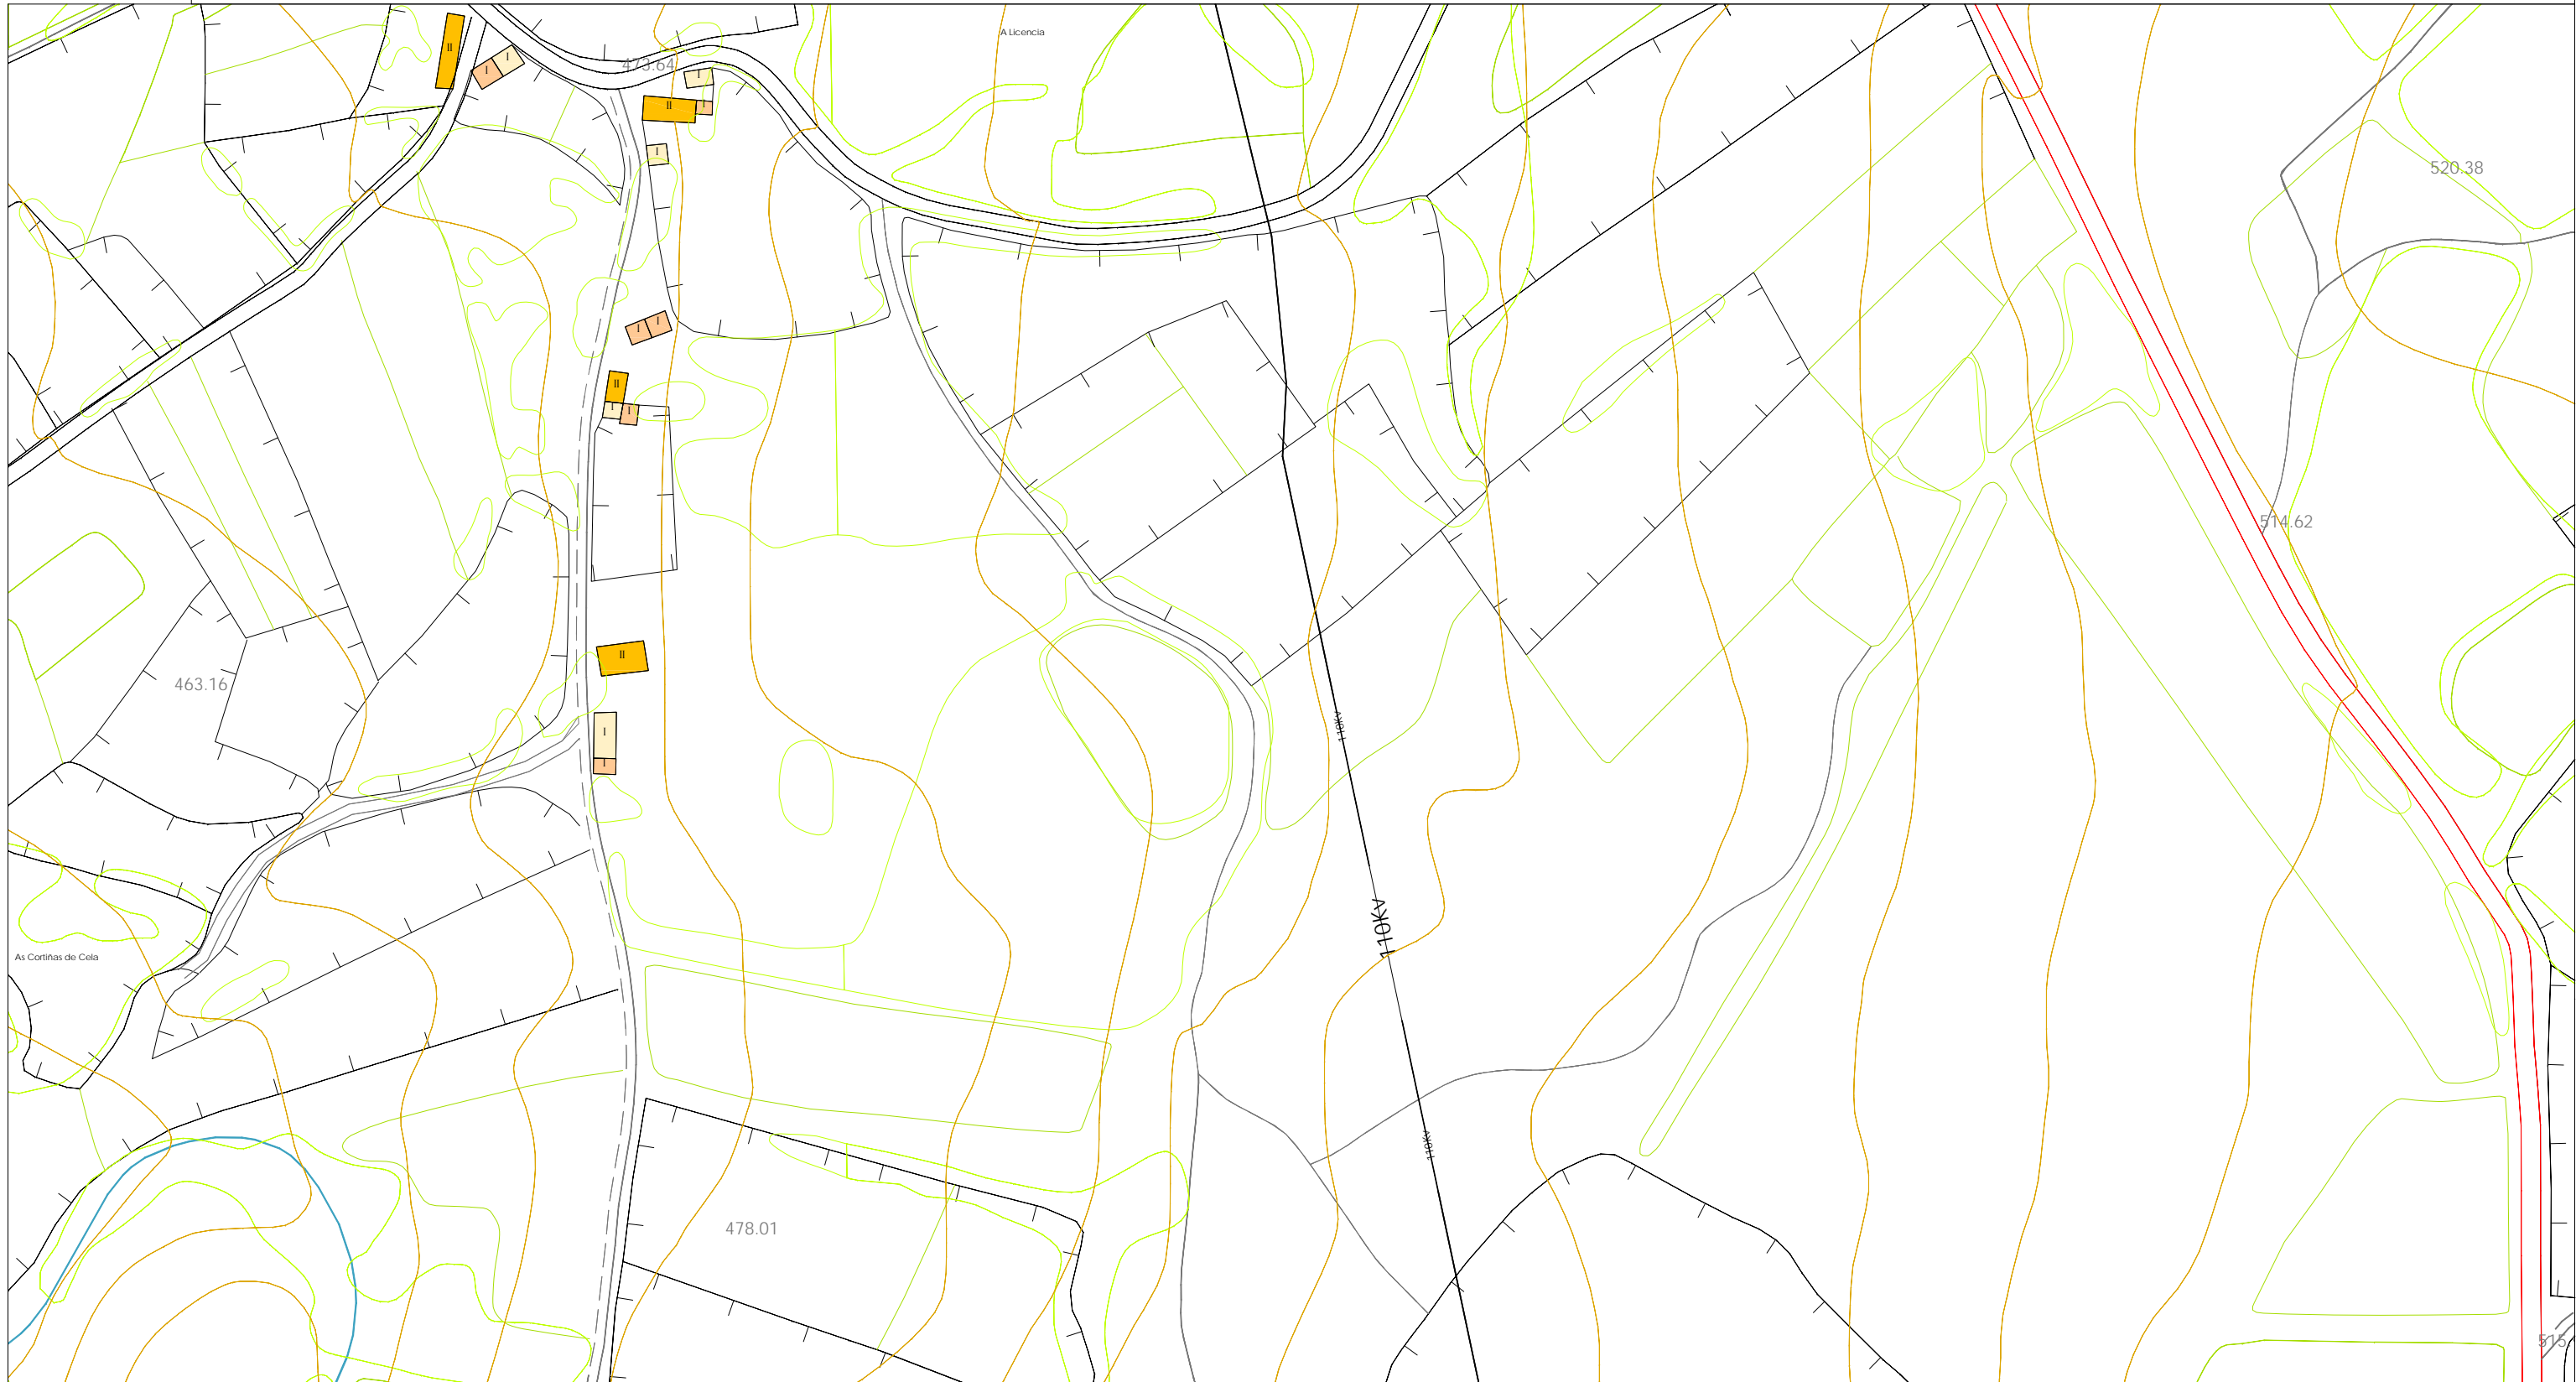 A Licencia
II
I
I
473.64
I
II
I
I
520.38
I
I
II
I
I
514.62
II
463.16
I
I
110KV
110KV
As Cortiñas de Cela
110KV
478.01
515.